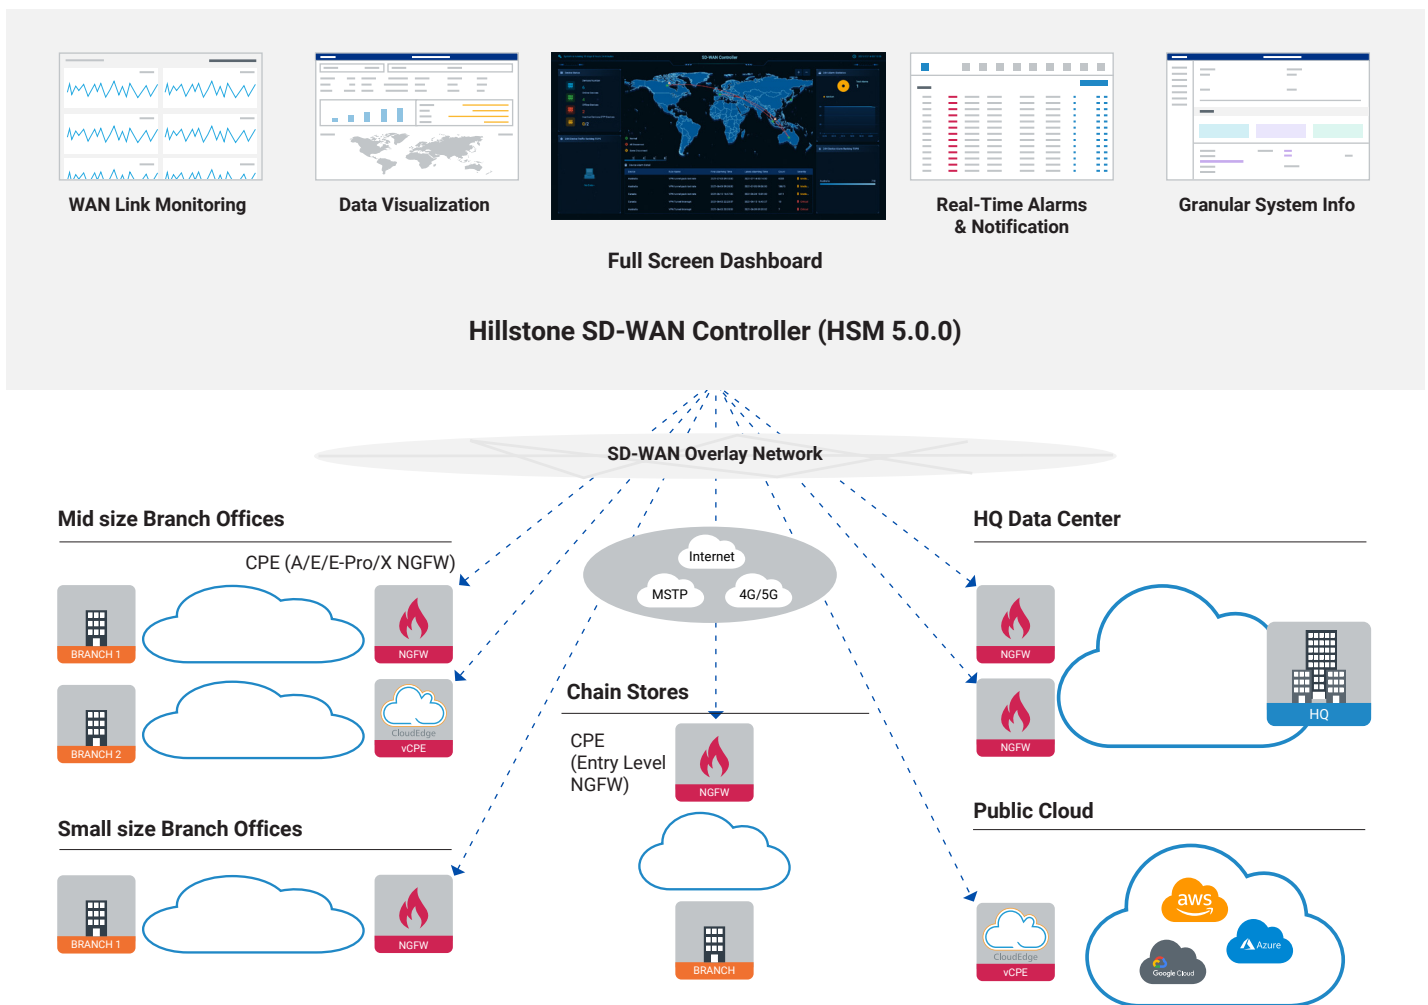 SD-WAN Controller
WAN Link Monitoring
Data Visualization
Full Screen Dashboard
Real-Time Alarms
& Notification
Granular System Info
Hillstone SD-WAN Controller (HSM 5.0.0)
SD-WAN Overlay Network
Mid size Branch Offices
CPE (A/E/E-Pro/X NGFW)
BRANCH 1
NGFW
BRANCH 2
CloudEdge
vCPE
Small size Branch Offices
BRANCH 1
NGFW
Internet
MSTP
4G/5G
Chain Stores
CPE
(Entry Level
NGFW)
NGFW
BRANCH
HQ Data Center
NGFW
NGFW
HQ
Public Cloud
CloudEdge
vCPE
aws
Azure
Google Cloud